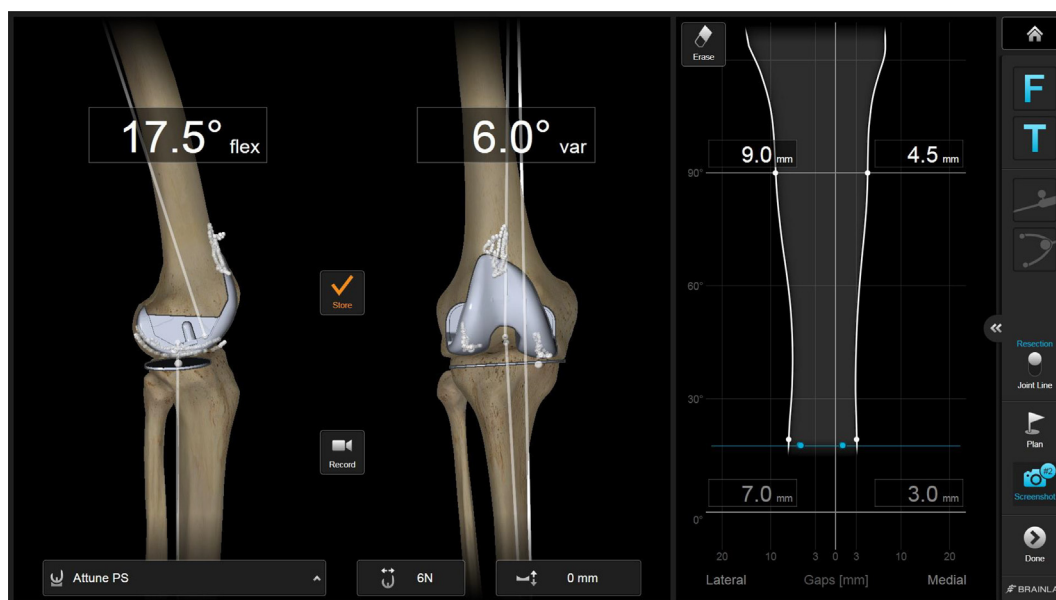 17.5° flex
6.0° var
Store
Record
Attune PS
6N
0 mm
Erase
9.0 mm
4.5 mm
90°
60°
30°
7.0 mm
3.0 mm
0°
20 10 3 0 3 10 20
Lateral Gaps [mm] Medial
F
T
Resection
Joint Line
Plan
#2
Screenshot
Done
BRAINLA